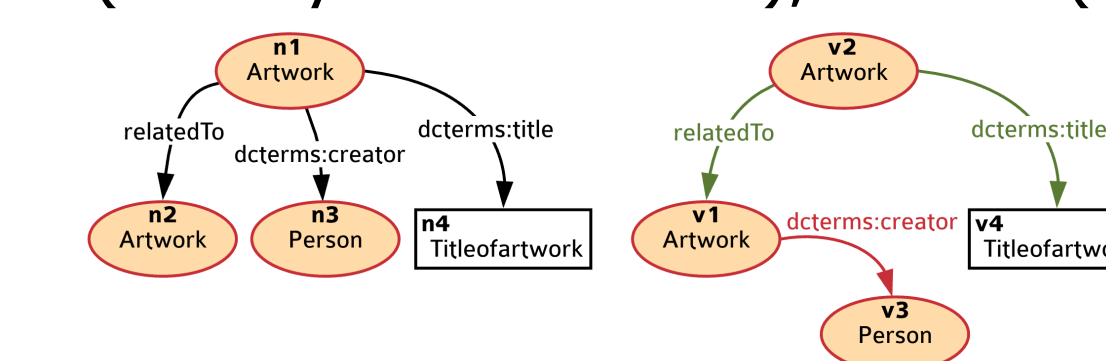 n1
Artwork
relatedTo
dcterms:creator
dcterms:title
n2
Artwork
n3
Person
n4
Titleofartwork
v2
Artwork
relatedTo
dcterms:title
v1
Artwork
dcterms:creator
v4
Titleofartwo
v3
Person